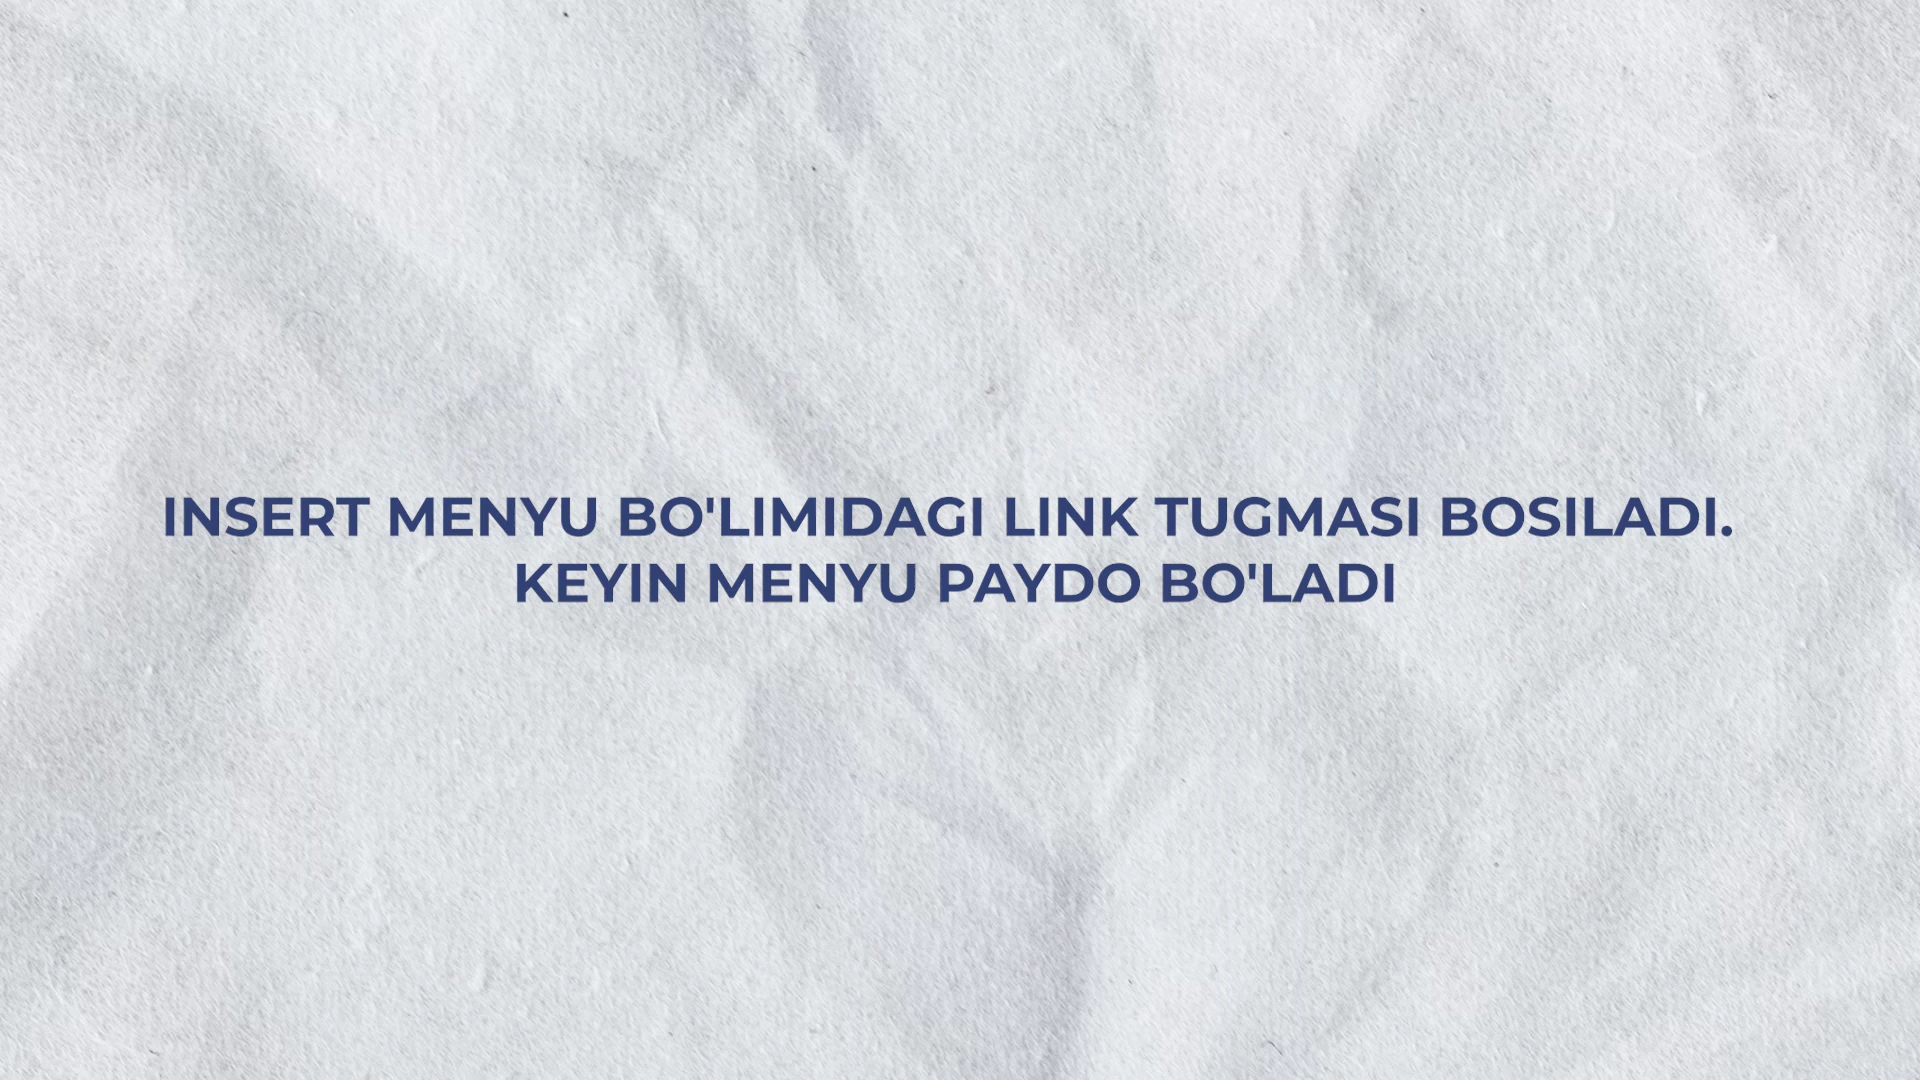 INSERT MENYU BO'LIMIDAGI LINK TUGMASI BOSILADI.
KEYIN MENYU PAYDO BO'LADI